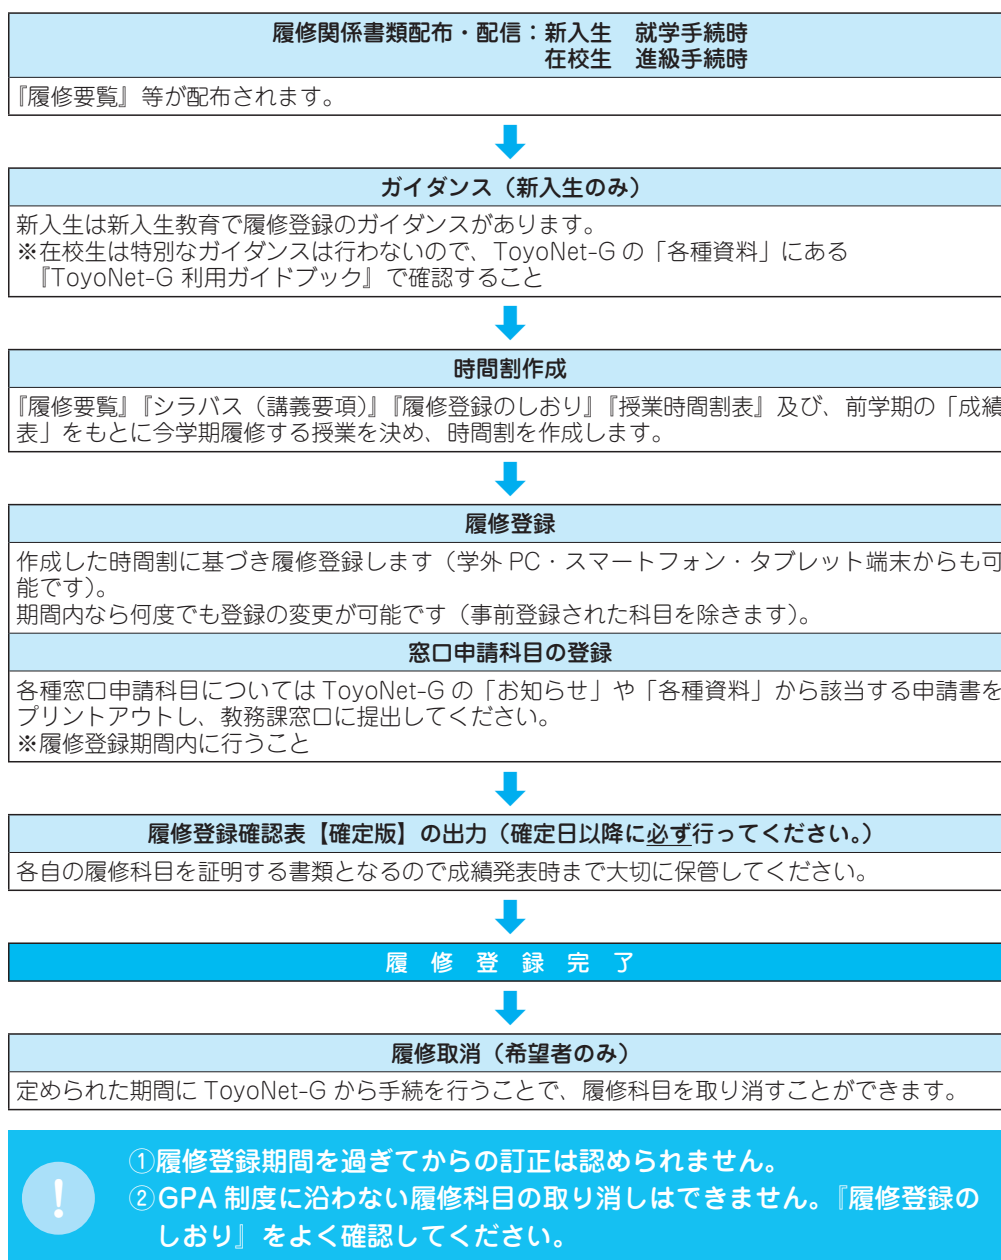 履修関係書類配布・配信：新入生　就学手続時
在校生　進級手続時
『履修要覧』等が配布されます。
ガイダンス（新入生のみ）
新入生は新入生教育で履修登録のガイダンスがあります。
※在校生は特別なガイダンスは行わないので、ToyoNet-G の「各種資料」にある
『ToyoNet-G 利用ガイドブック』で確認すること
時間割作成
『履修要覧』『シラバス（講義要項）』『履修登録のしおり』『授業時間割表』及び、前学期の「成績
表」をもとに今学期履修する授業を決め、時間割を作成します。
履修登録
作成した時間割に基づき履修登録します（学外 PC・スマートフォン・タブレット端末からも可
能です）。
期間内なら何度でも登録の変更が可能です（事前登録された科目を除きます）。
窓口申請科目の登録
各種窓口申請科目については ToyoNet-G の「お知らせ」や「各種資料」から該当する申請書を
プリントアウトし、教務課窓口に提出してください。
※履修登録期間内に行うこと
履修登録確認表【確定版】の出力（確定日以降に必ず行ってください。）
各自の履修科目を証明する書類となるので成績発表時まで大切に保管してください。
履 修 登 録 完 了
履修取消（希望者のみ）
定められた期間に ToyoNet-G から手続を行うことで、履修科目を取り消すことができます。
!
①履修登録期間を過ぎてからの訂正は認められません。
②GPA 制度に沿わない履修科目の取り消しはできません。『履修登録の
しおり』をよく確認してください。